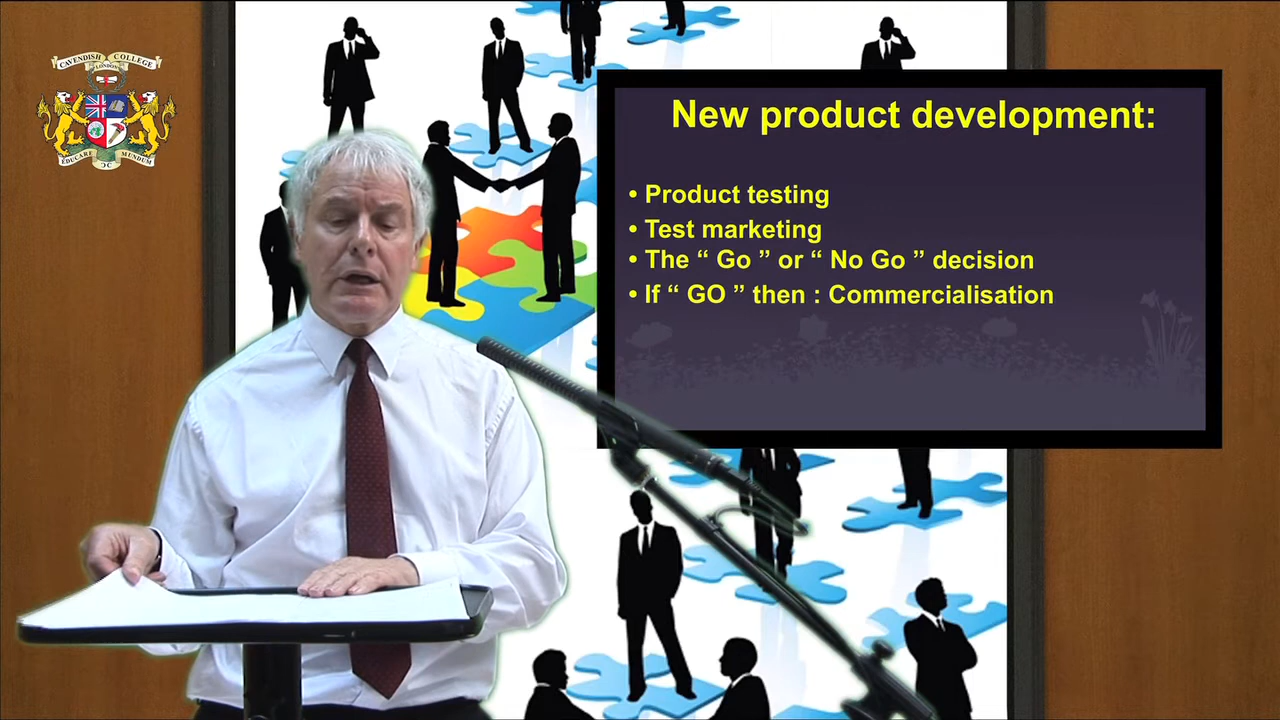 CAVENDISH COLLEGE
LONDON
EDUCARE MUNDUM
CC
New product development:
• Product testing
• Test marketing
• The “ Go ” or “ No Go ” decision
• If “ GO ” then : Commercialisation